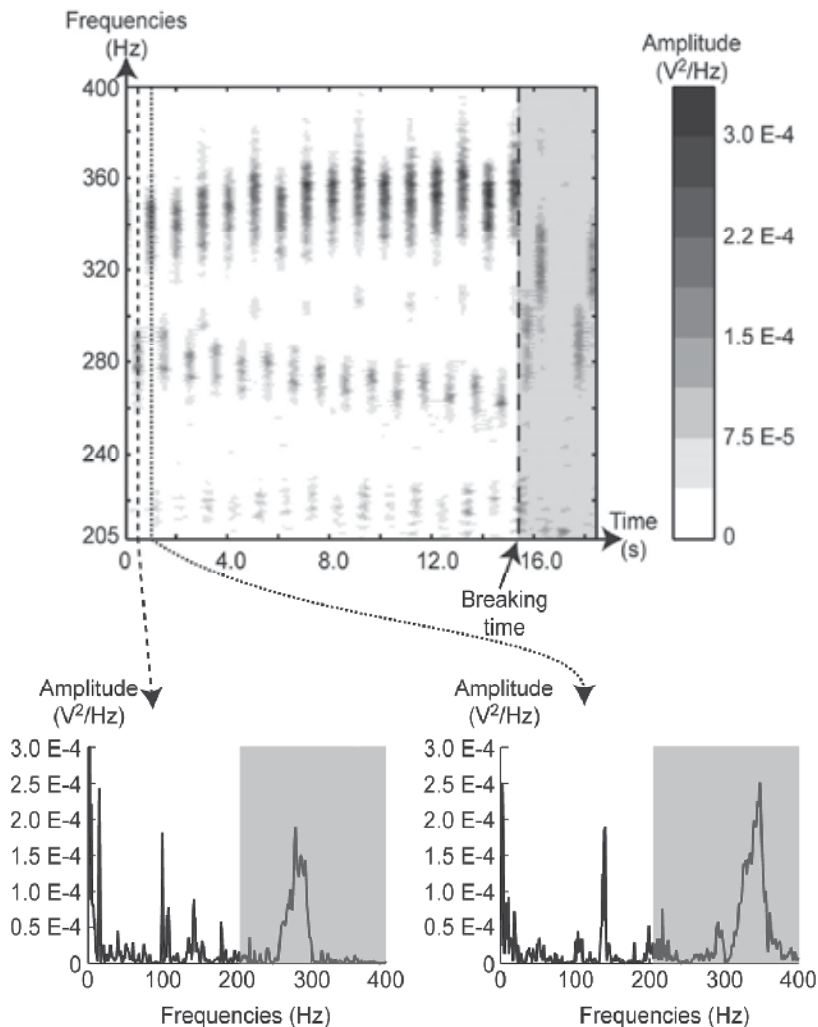 Frequencies
(Hz)
Amplitude
(V²/Hz)
400
360
320
280
240
205
3.0 E-4
2.2 E-4
1.5 E-4
7.5 E-5
0
Time
(s)
0
4.0
8.0
12.0
16.0
Breaking
time
Amplitude
(V²/Hz)
3.0 E-4
2.5 E-4
2.0 E-4
1.5 E-4
1.0 E-4
0.5 E-4
0
100
200
300
400
Frequencies (Hz)
Amplitude
(V²/Hz)
3.0 E-4
2.5 E-4
2.0 E-4
1.5 E-4
1.0 E-4
0.5 E-4
0
100
200
300
400
Frequencies (Hz)